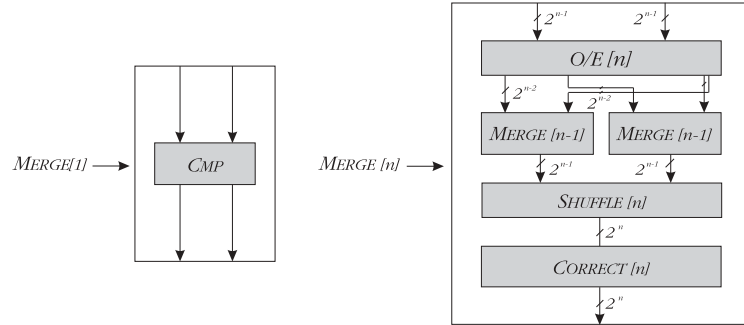 2^{n-1} 2^{n-1}
O/E [n]
2^{n-2} 2^{n-2}
MERGE[1] CMP
MERGE [n] MERGE [n-1] MERGE [n-1]
2^{n-1} 2^{n-1}
SHUFFLE [n]
2^n
CORRECT [n]
2^n